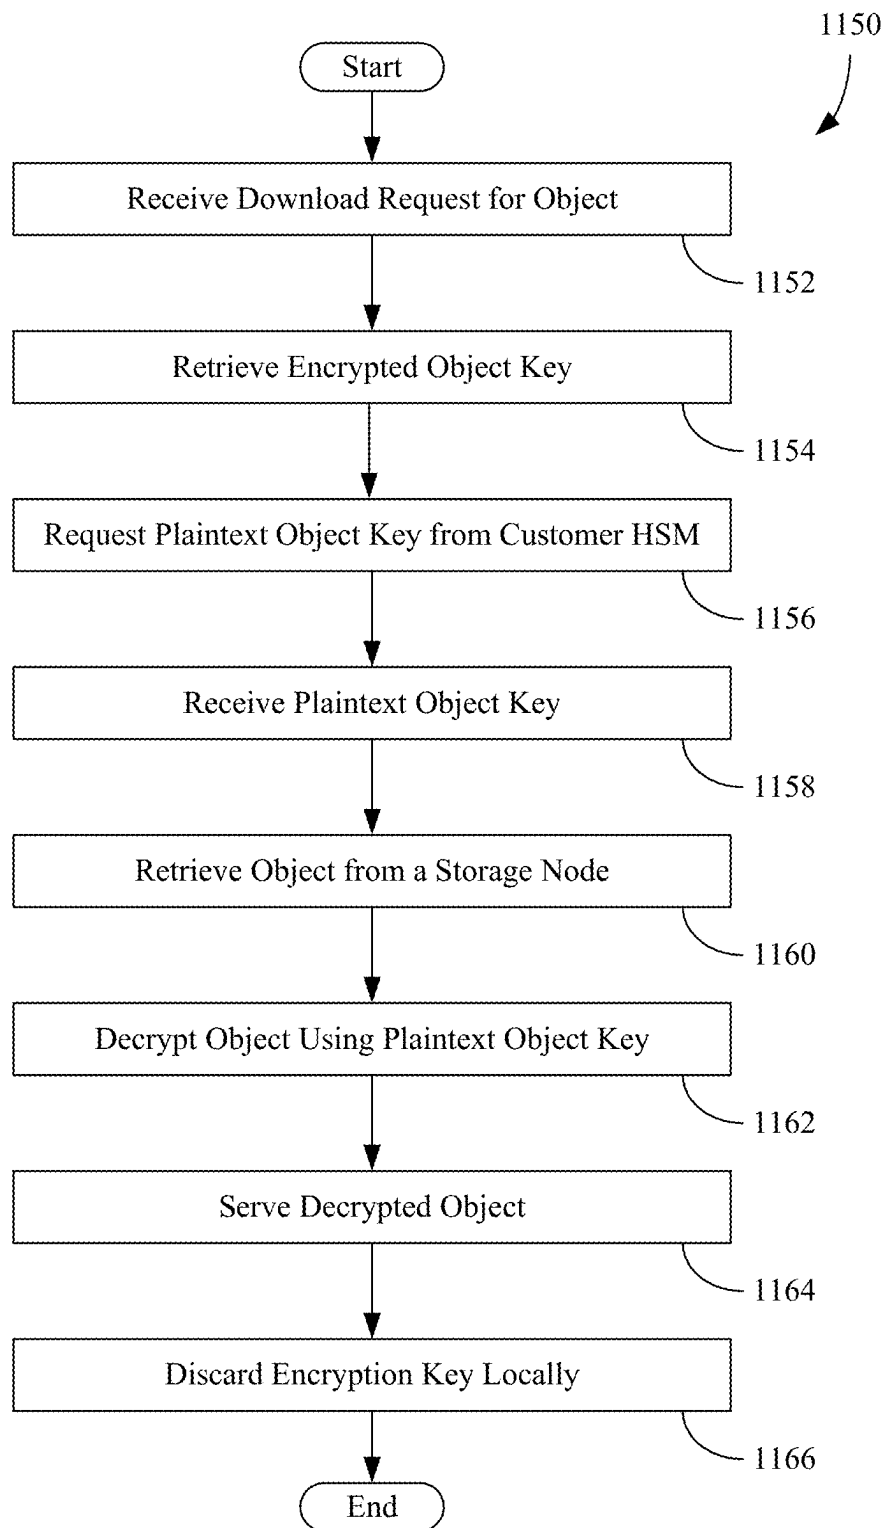 1150
Start
Receive Download Request for Object
1152
Retrieve Encrypted Object Key
1154
Request Plaintext Object Key from Customer HSM
1156
Receive Plaintext Object Key
1158
Retrieve Object from a Storage Node
1160
Decrypt Object Using Plaintext Object Key
1162
Serve Decrypted Object
1164
Discard Encryption Key Locally
1166
End